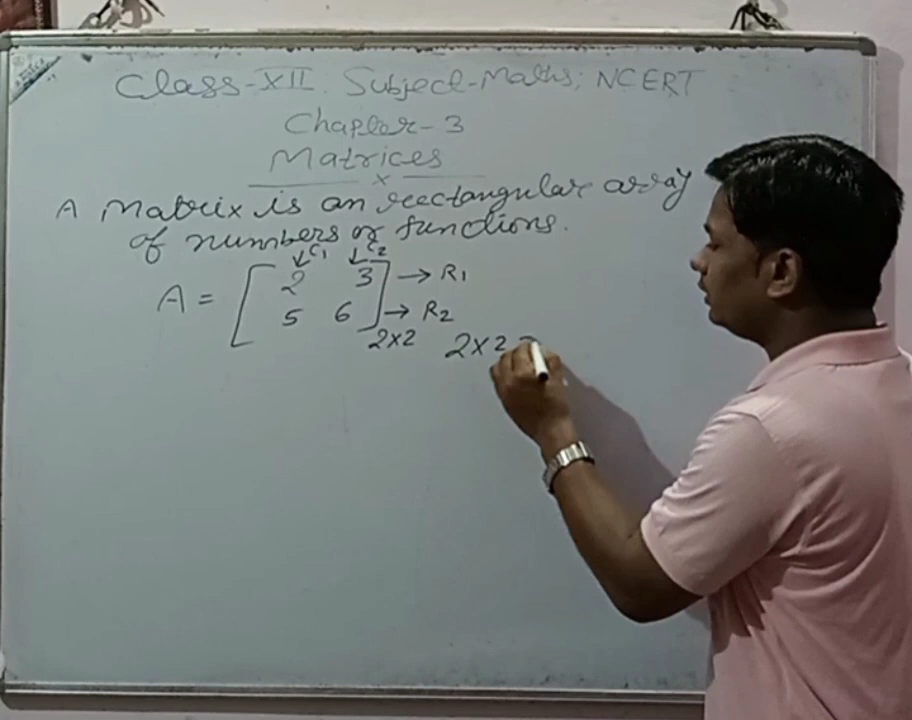 Class-XII. Subject-Maths, NCERT
Chapter-3
Matrices
x
A Matrix is an rectangular array
of numbers or functions.
↓C1 ↓C2
A = [ 2 3 ] → R1
5 6 → R2
2×2 2×2